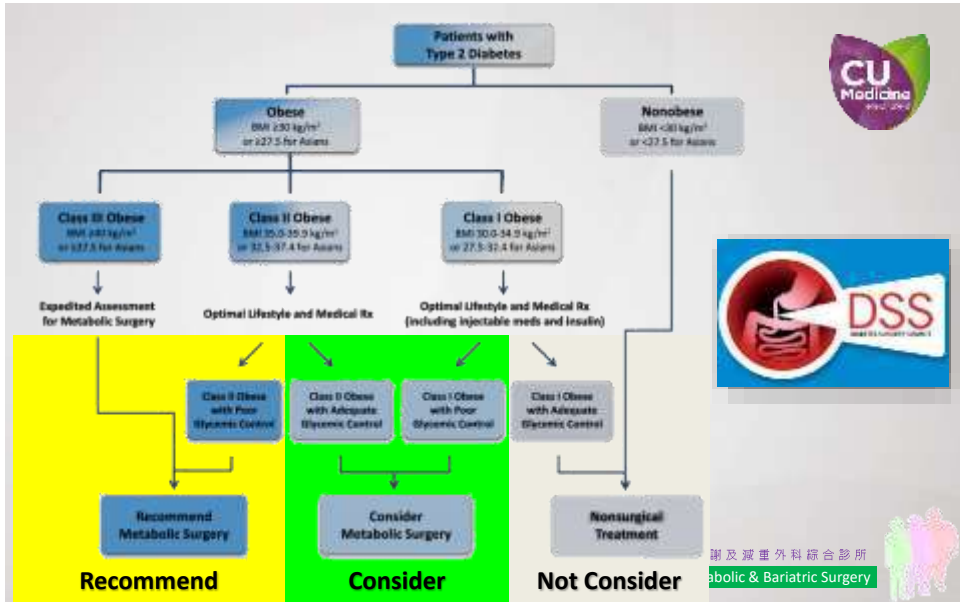 Patients with
Type 2 Diabetes
CU
Medicine
Obese
BMI ≥30 kg/m²
or ≥27.5 for Asians
Nonobese
BMI <30 kg/m²
or <27.5 for Asians
Class III Obese
BMI ≥40 kg/m²
or ≥37.5 for Asians
Class II Obese
BMI 35.0-39.9 kg/m²
or 32.5-37.4 for Asians
Class I Obese
BMI 30.0-34.9 kg/m²
or 27.5-32.4 for Asians
Expedited Assessment
for Metabolic Surgery
Optimal Lifestyle and Medical Rx
Optimal Lifestyle and Medical Rx
(including injectable meds and insulin)
DSS
DIABETES SURGERY SUMMIT
Class II Obese
with Poor
Glycemic Control
Class II Obese
with Adequate
Glycemic Control
Class I Obese
with Poor
Glycemic Control
Class I Obese
with Adequate
Glycemic Control
Recommend
Metabolic Surgery
Consider
Metabolic Surgery
Nonsurgical
Treatment
謝及減重外科綜合診所
abolic & Bariatric Surgery
Recommend
Consider
Not Consider